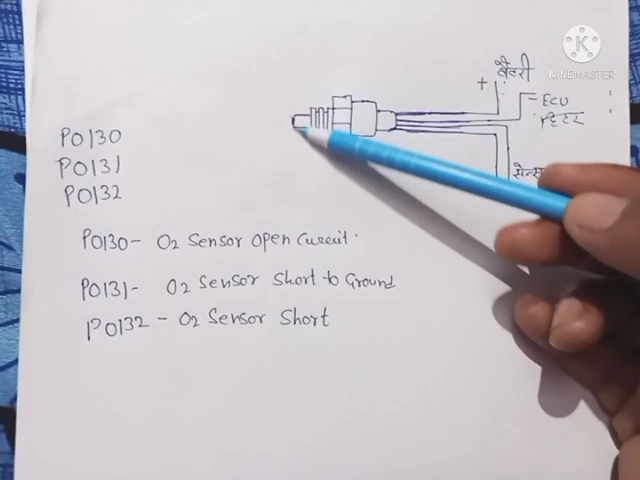 KINEMASTER
बैटरी
+
ECU
हिटर
P0130
P0131
P0132
P0130- O2 Sensor Open Curcuit.
P0131- O2 Sensor Short to Ground
P0132 - O2 Sensor Short